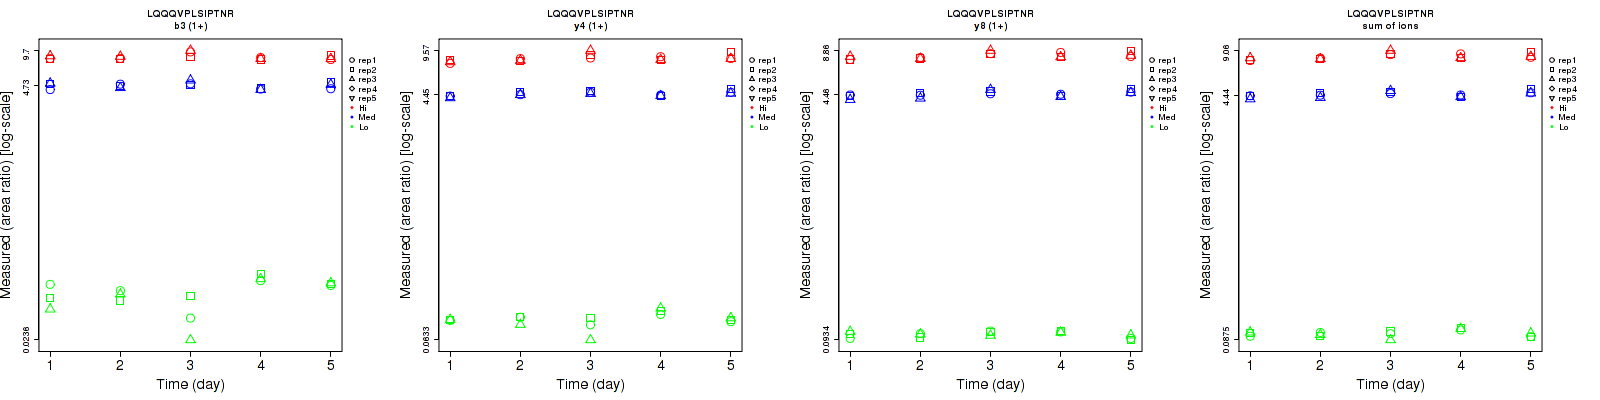 LQQQVPLSIPTNR
b3 (1+)
Measured (area ratio) [log-scale]
9.7
4.73
0.0236
1 2 3 4 5
Time (day)
rep1
rep2
rep3
rep4
rep5
Hi
Med
Lo
LQQQVPLSIPTNR
y4 (1+)
Measured (area ratio) [log-scale]
9.57
4.45
0.0633
1 2 3 4 5
Time (day)
rep1
rep2
rep3
rep4
rep5
Hi
Med
Lo
LQQQVPLSIPTNR
y8 (1+)
Measured (area ratio) [log-scale]
8.86
4.46
0.0934
1 2 3 4 5
Time (day)
rep1
rep2
rep3
rep4
rep5
Hi
Med
Lo
LQQQVPLSIPTNR
sum of ions
Measured (area ratio) [log-scale]
9.06
4.44
0.0875
1 2 3 4 5
Time (day)
rep1
rep2
rep3
rep4
rep5
Hi
Med
Lo